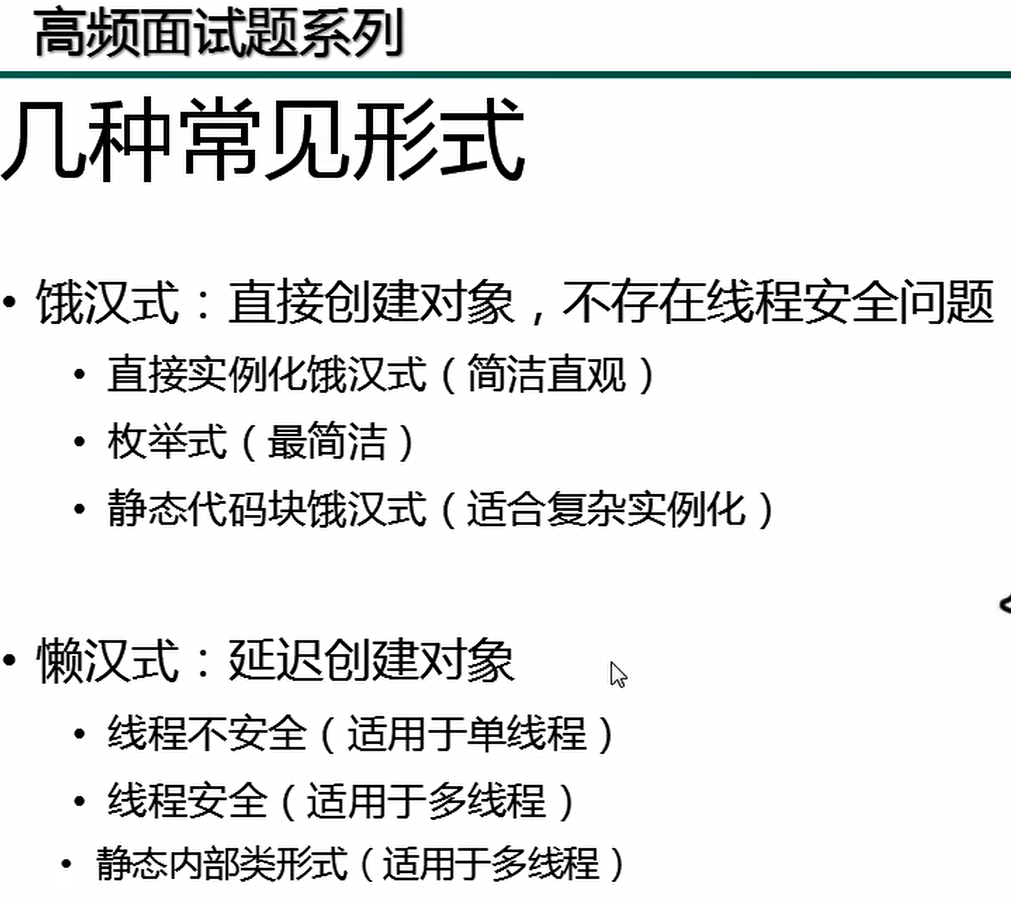 高频面试题系列
几种常见形式
• 饿汉式：直接创建对象，不存在线程安全问题
• 直接实例化饿汉式（简洁直观）
• 枚举式（最简洁）
• 静态代码块饿汉式（适合复杂实例化）
• 懒汉式：延迟创建对象
• 线程不安全（适用于单线程）
• 线程安全（适用于多线程）
• 静态内部类形式（适用于多线程）